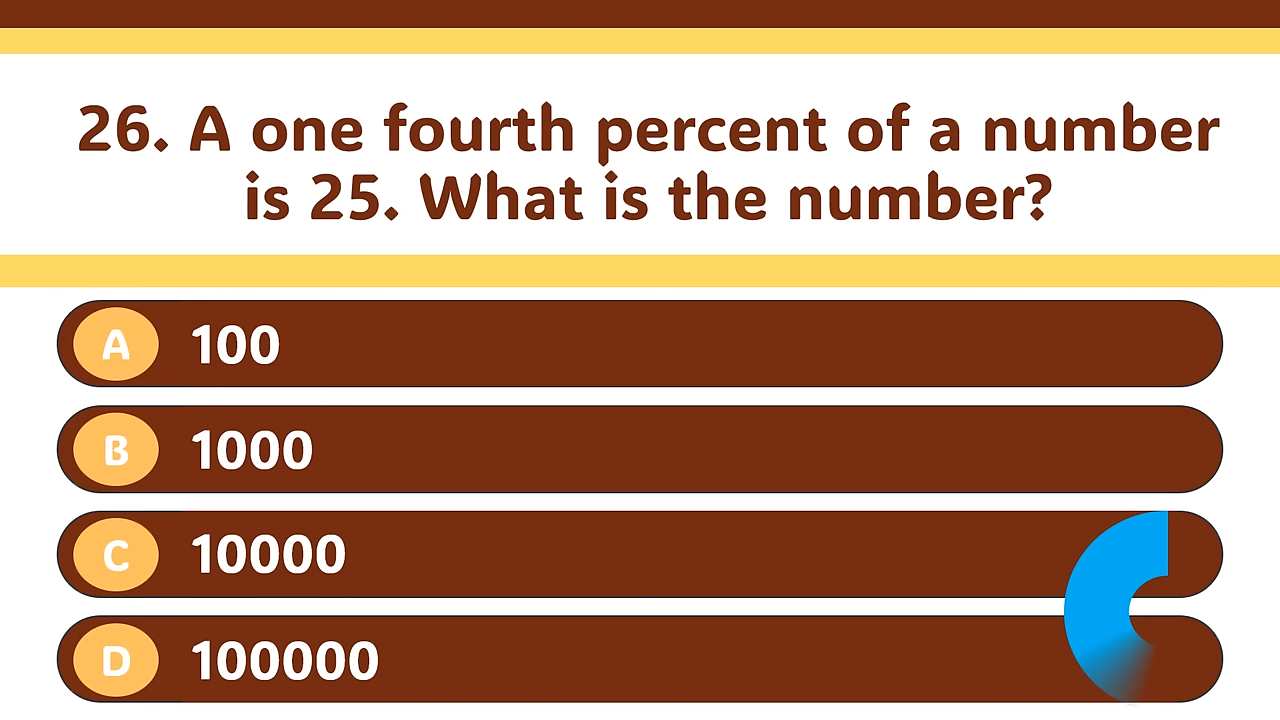 26. A one fourth percent of a number
is 25. What is the number?
A 100
B 1000
C 10000
D 100000